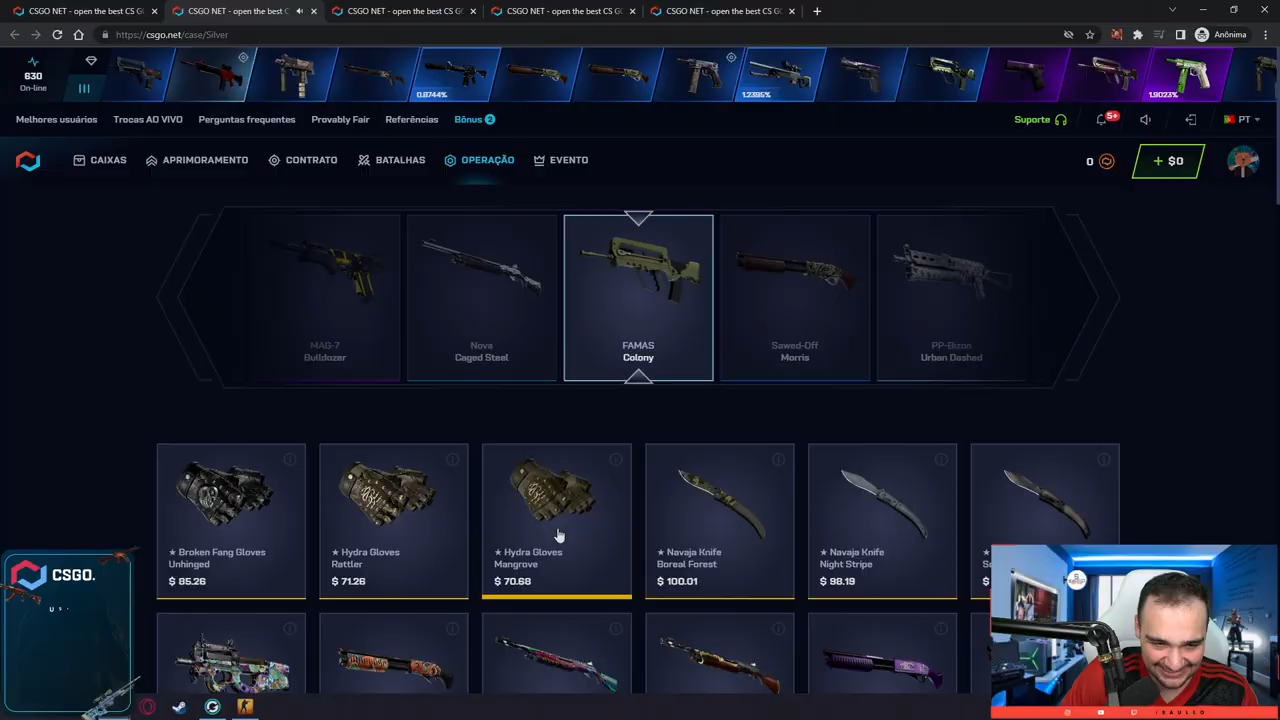 CSGO NET - open the best C
CSGO NET - open the best C
CSGO NET - open the best CS G
CSGO NET - open the best CS G
CSGO NET - open the best CS G
https://csgo.net/case/Silver
Anônima
630
On-line
0.8744%
1.2395%
1.9023%
Melhores usuários
Trocas AO VIVO
Perguntas frequentes
Provably Fair
Referências
Bônus 2
Suporte
5+
PT
CAIXAS
APRIMORAMENTO
CONTRATO
BATALHAS
OPERAÇÃO
EVENTO
0
+ $0
MAG-7
Bulldozer
Nova
Caged Steel
FAMAS
Colony
Sawed-Off
Morris
PP-Bizon
Urban Dashed
★ Broken Fang Gloves
Unhinged
$ 85.26
★ Hydra Gloves
Rattler
$ 71.26
★ Hydra Gloves
Mangrove
$ 70.68
★ Navaja Knife
Boreal Forest
$ 100.01
★ Navaja Knife
Night Stripe
$ 98.19
CSGO.